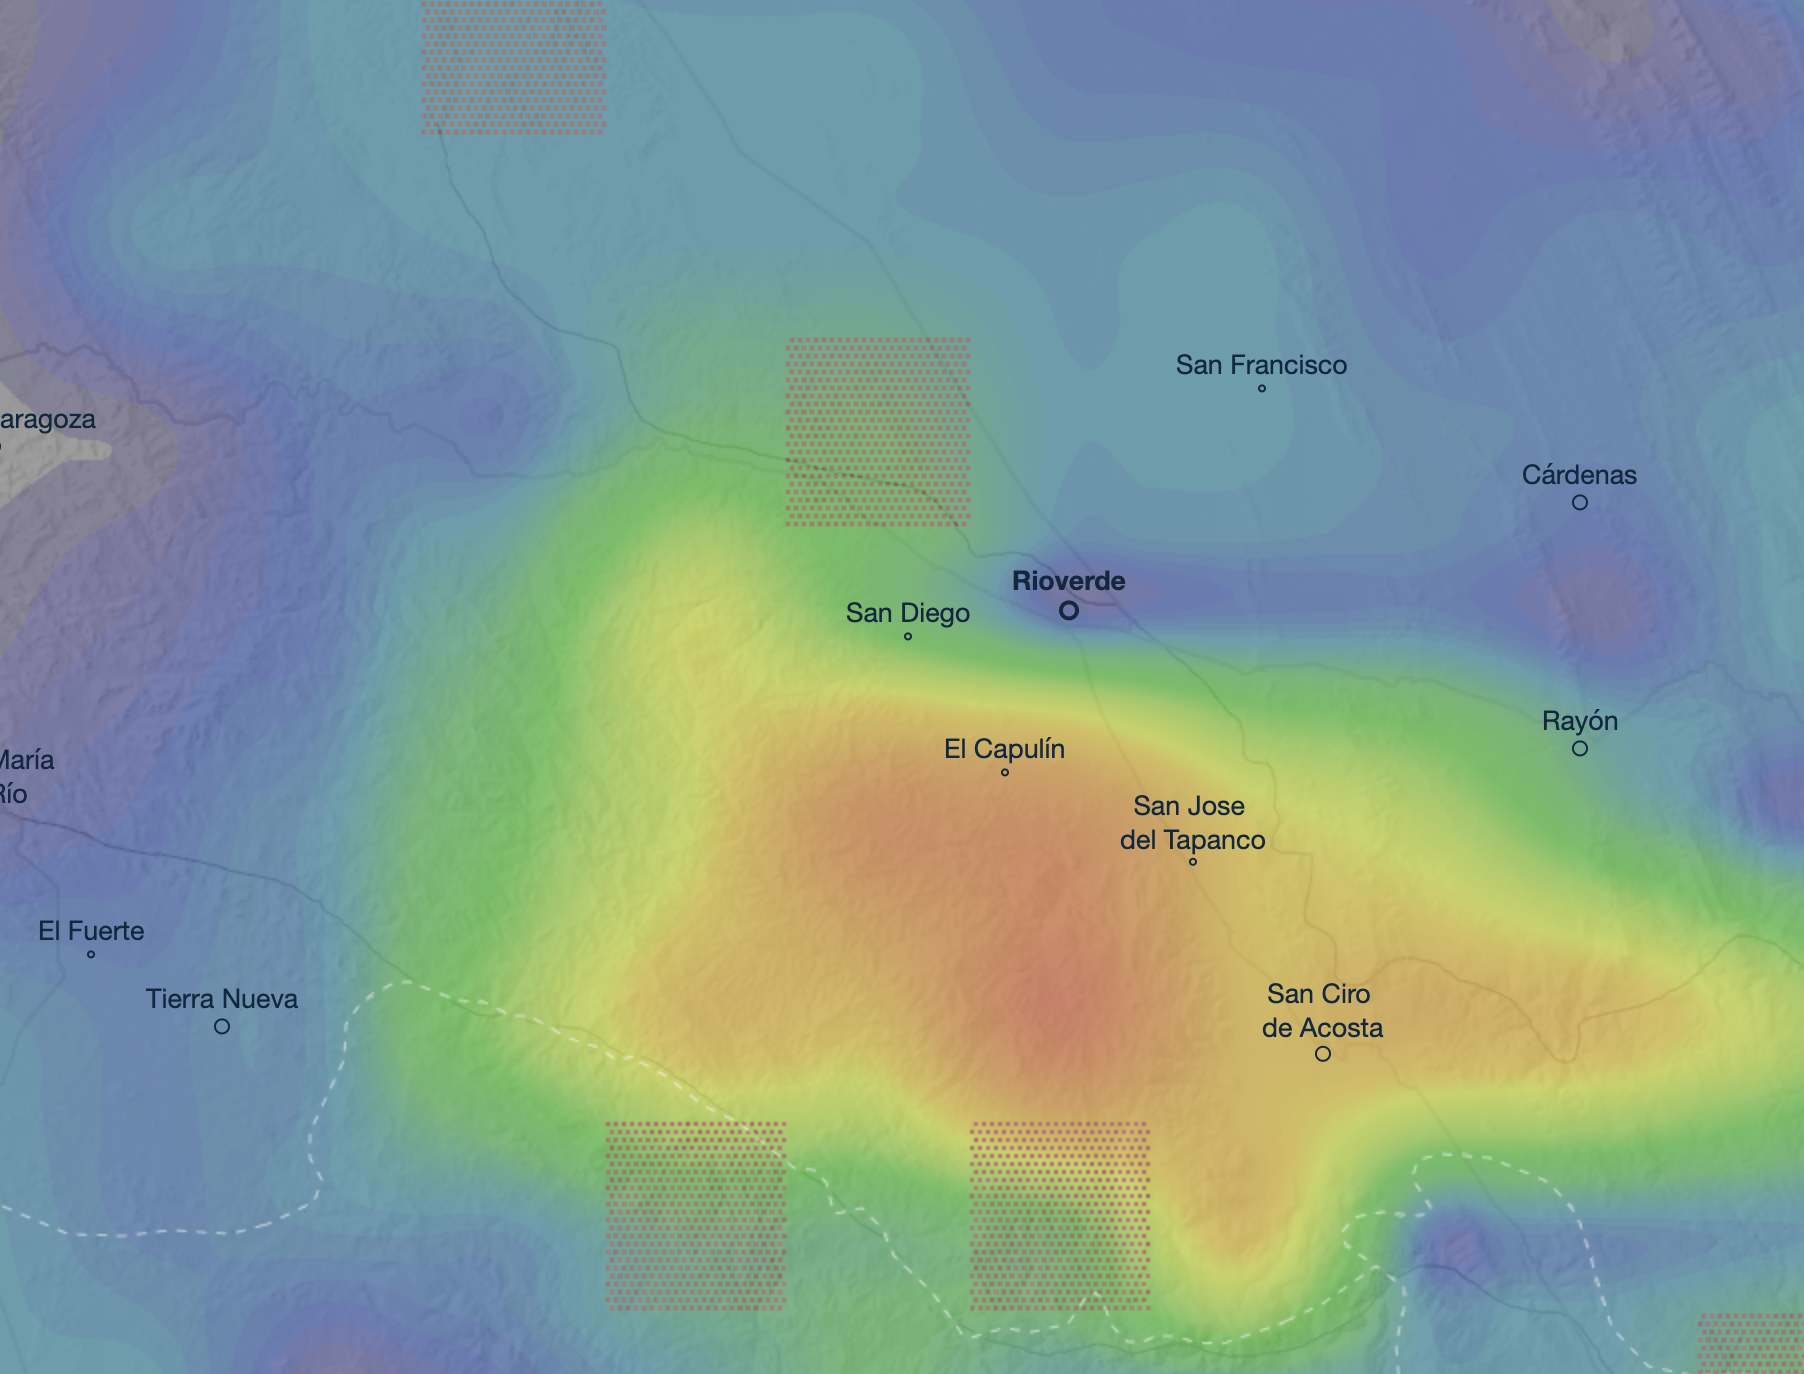 San Francisco
aragoza
Cárdenas
Rioverde
San Diego
Rayón
El Capulín
María
Río
San Jose
del Tapanco
El Fuerte
Tierra Nueva
San Ciro
de Acosta